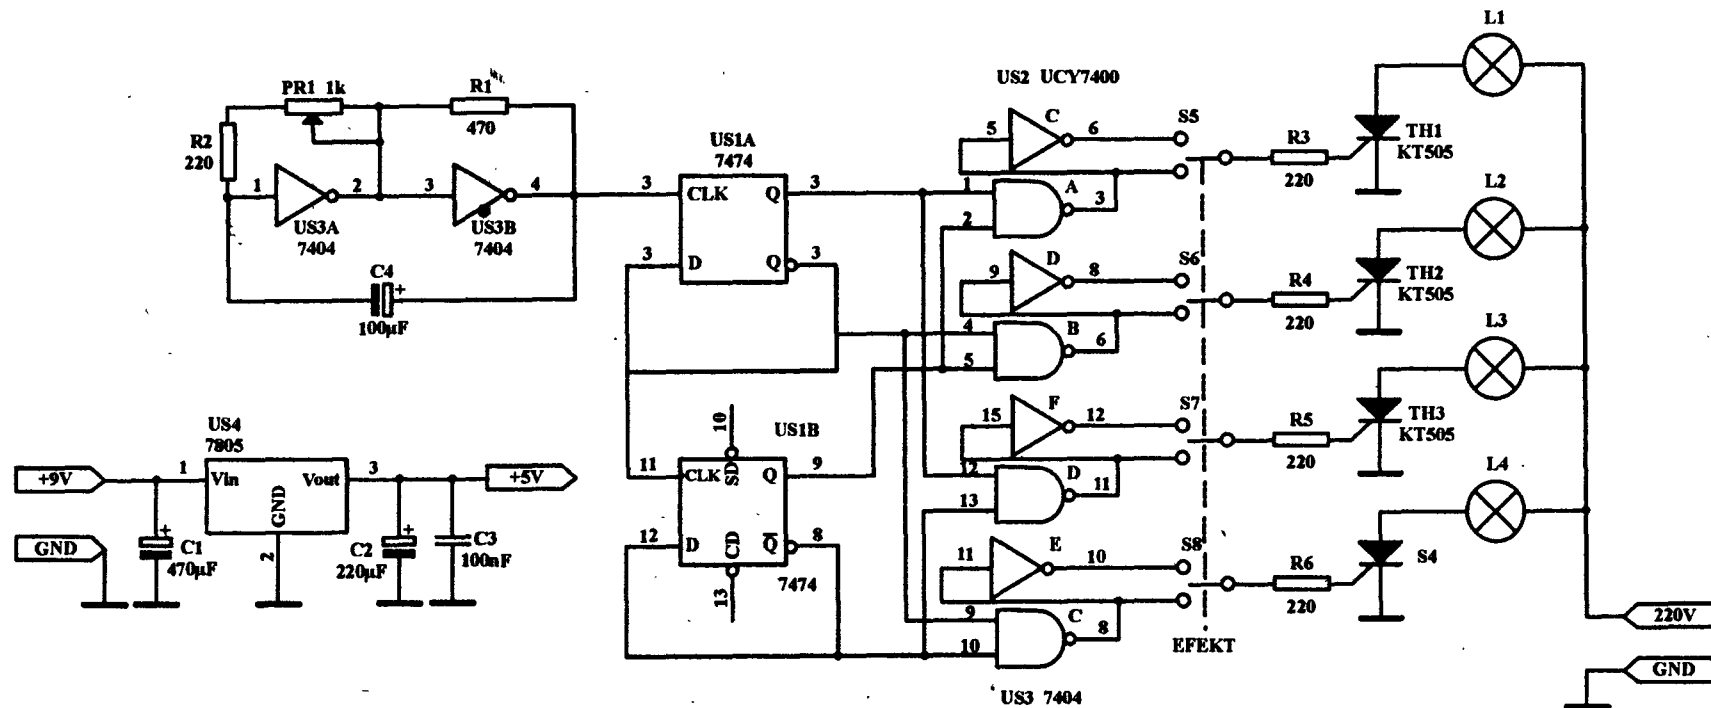 L1
US2 UCY7400
PR1 1k
R1
470
R2
220
1
2
3
4
US3A
7404
US3B
7404
C4
+
100μF
US1A
7474
3
CLK
Q
3
3
D
Q
3
5
C
6
S5
1
A
2
3
R3
220
TH1
KT505
L2
9
D
8
S6
4
B
5
6
R4
220
TH2
KT505
L3
15
F
12
S7
12
D
13
11
R5
220
TH3
KT505
L4
11
E
10
S8
9
C
10
8
R6
220
S4
EFEKT
US3 7404
220V
GND
US1B
10
11
CLK
SD
Q
9
12
D
CD
Q
8
13
7474
US4
7805
+9V
1
Vin
Vout
3
+5V
GND
2
GND
+
C1
470μF
+
C2
220μF
C3
100nF